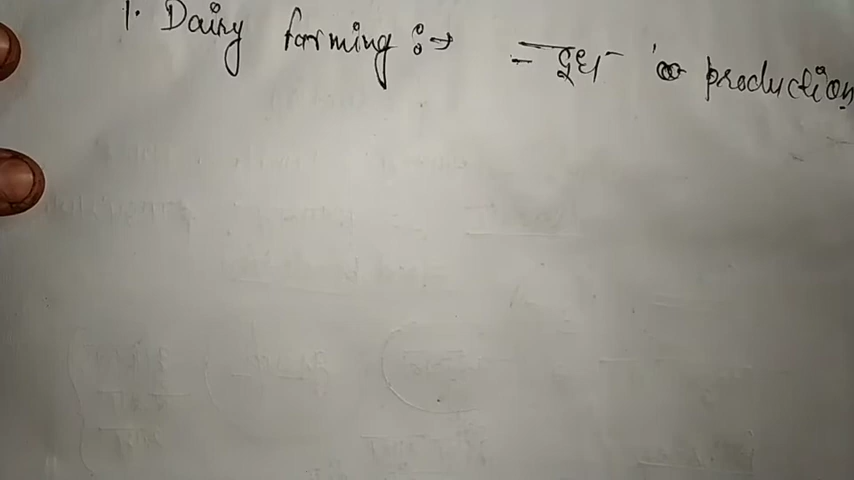 1. Dairy farming :→ - दुध production